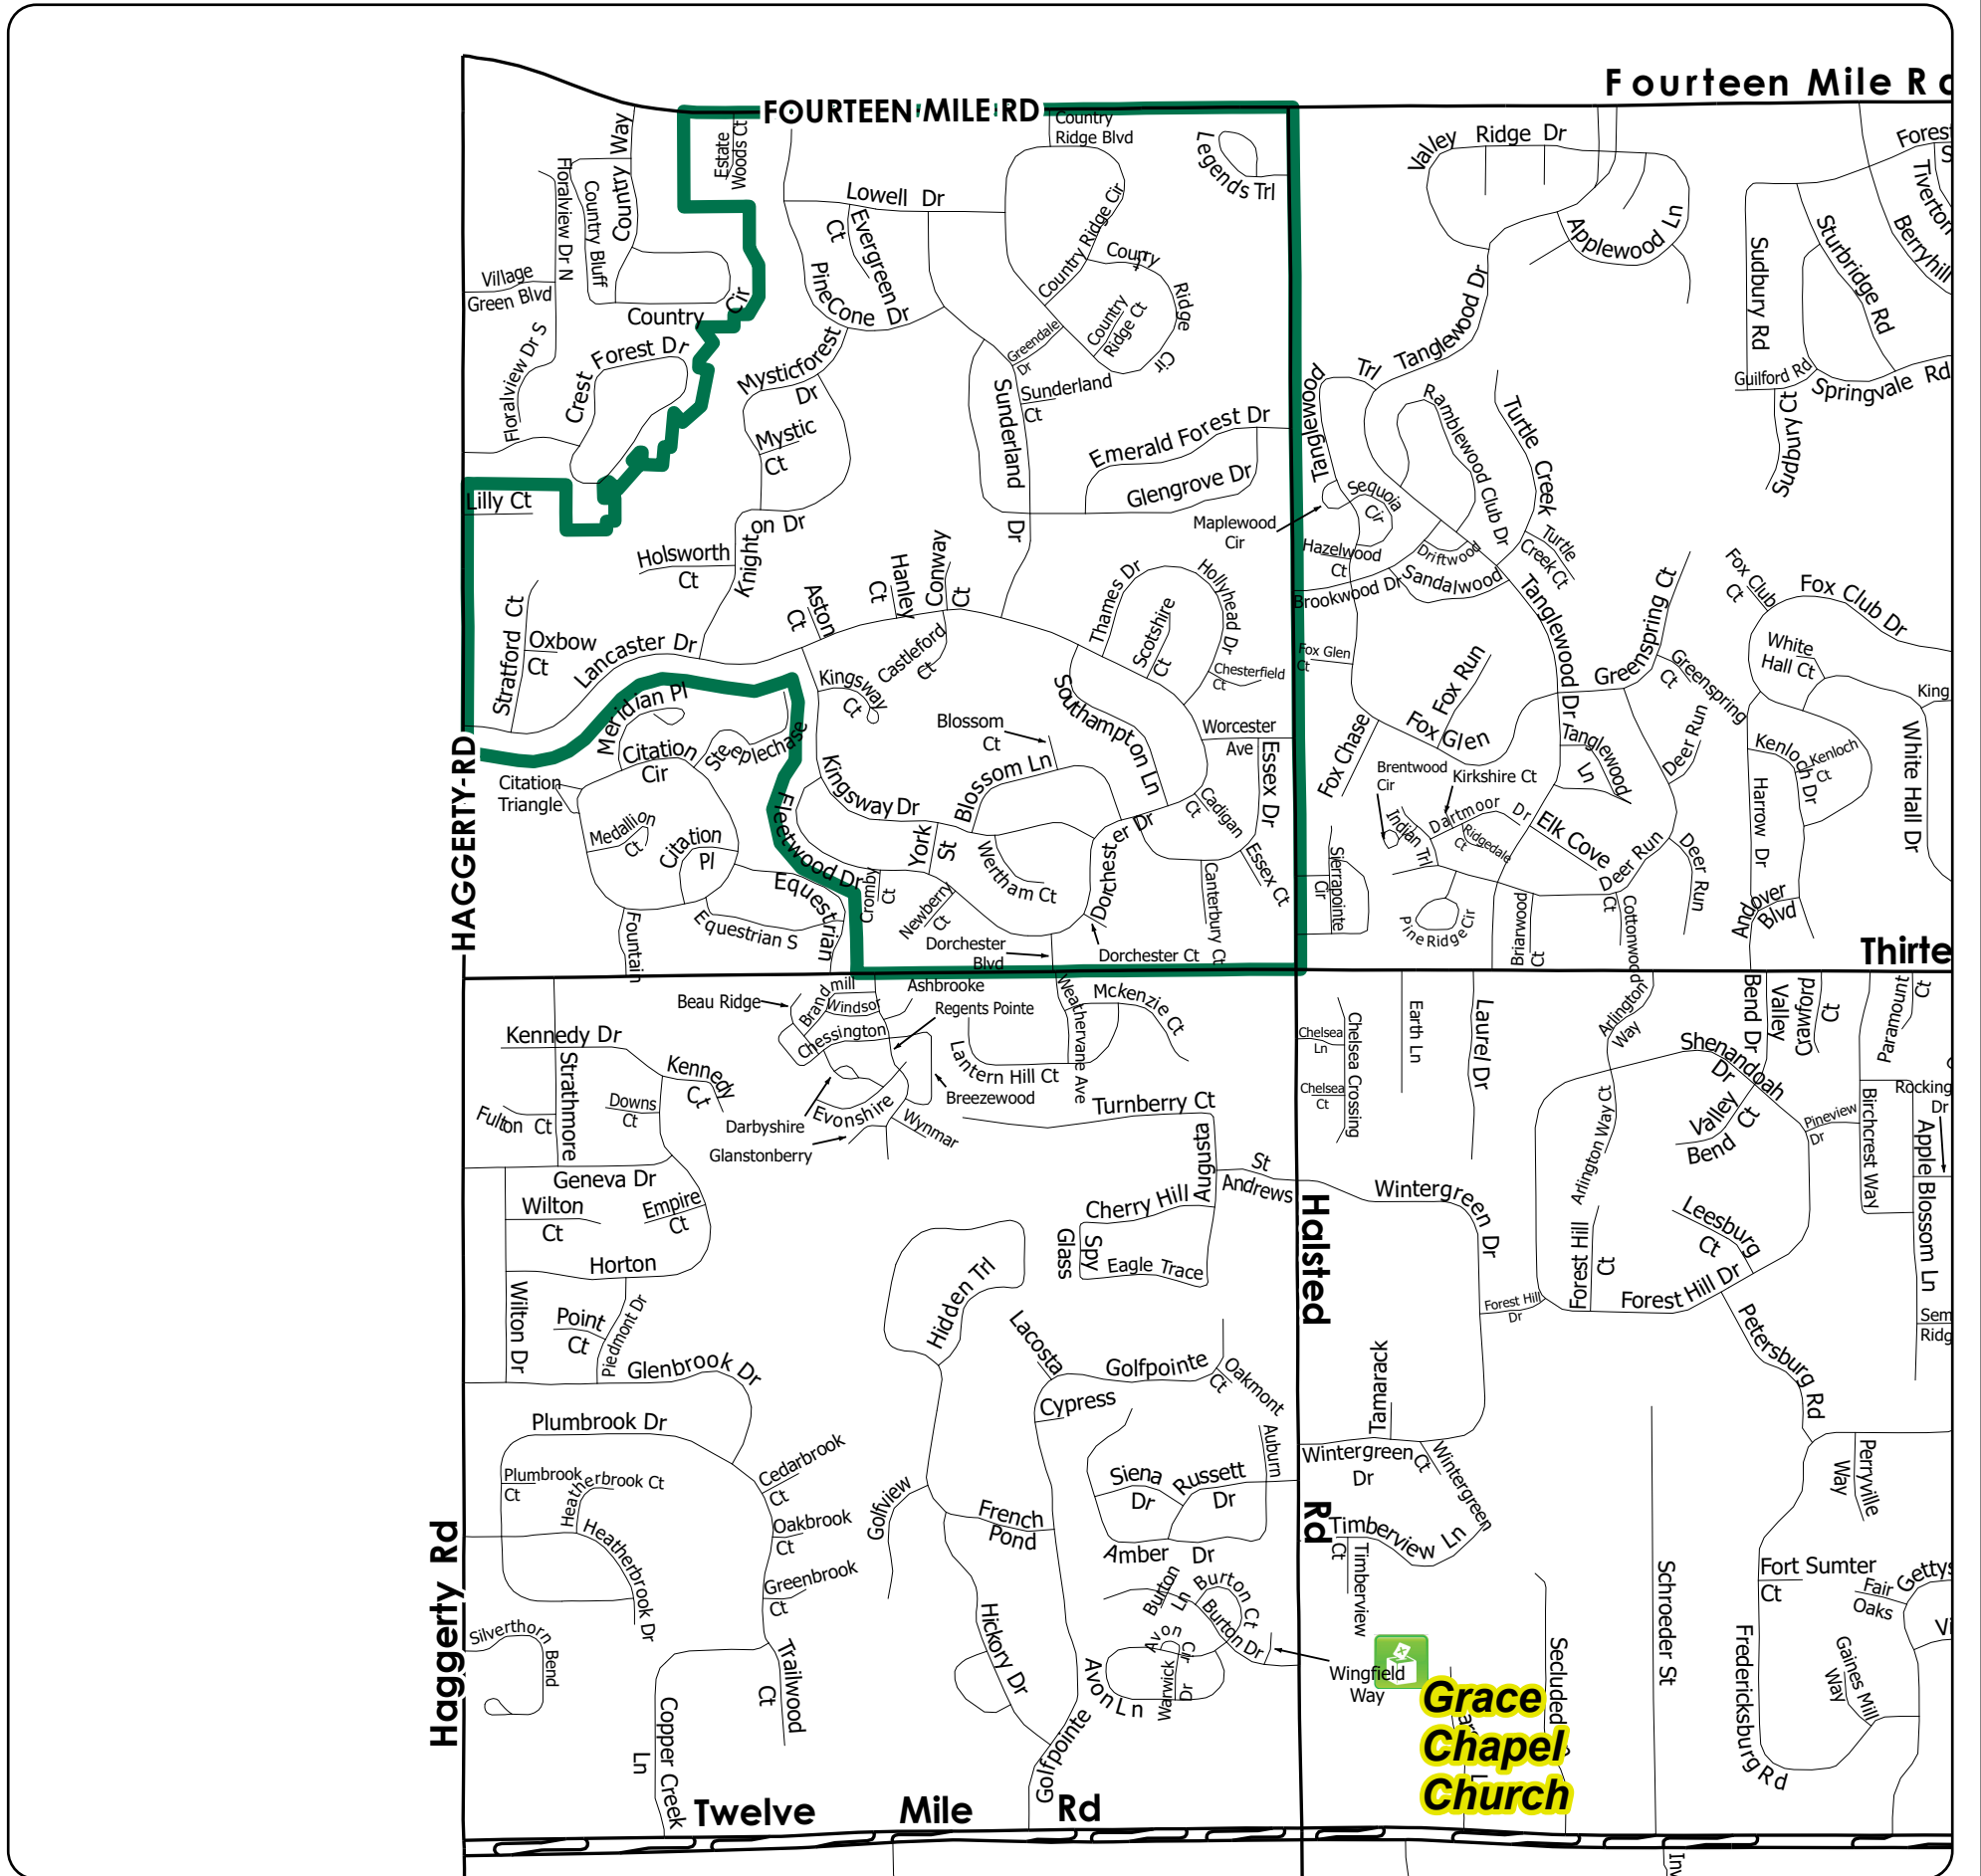 Fourteen Mile R
FOURTEEN MILE RD
Country
Ridge Blvd
Estate
Woods Ct
Country Way
Floralview Dr N
Country Bluff
Legends Trl
Valley Ridge Dr
Tiverton
Berryhill
Lowell Dr
Evergreen Dr
Ct
Country Ridge Cir
County
Ridge
Cir
Applewood Ln
Sudbury Rd
Sturbridge Rd
Village
Green Blvd
PineCone Dr
Country
Ridge Ct
Country Cir
Floralview Dr S
Crest Forest Dr
Mysticforest
Dr
Greendale
Dr
Sunderland
Ct
Sunderland
Dr
Tanglewood Dr
Tanglewood Trl
Guilford Rd
Springvale Rd
Sudbury Ct
Mystic
Ct
Emerald Forest Dr
Glengrove Dr
Ramblewood Club Dr
Turtle Creek
Lilly Ct
Knighton Dr
Sequoia
Cir
Maplewood
Cir
Holsworth
Ct
Hazelwood
Ct
Driftwood
Turtle
Creek Ct
Sandalwood
Brookwood Dr
Aston
Ct
Hanley
Ct
Conway
Ct
Thames Dr
Hollyhead Dr
Scotshire
Ct
Tanglewood Dr
Greenspring Ct
Fox Club
Ct
Fox Club Dr
White
Hall Ct
Stratford Ct
Oxbow
Ct
Lancaster Dr
Castleford
Ct
Chesterfield
Ct
Fox Glen
Ct
Fox Run
Greenspring
Greenspring
Ct
King
Meridian Pl
Kingsway
Ct
Southampton Ln
Blossom
Ct
Worcester
Ave
Fox Chase
Fox Glen
Deer Run
White Hall Dr
Citation
Cir
Steeplechase
Blossom Ln
Essex Dr
Tanglewood
Ln
Kenloch Dr
Kenloch
Ct
HAGGERTY RD
Citation
Triangle
Kingsway Dr
Cadigan
Ct
Brentwood
Cir
Kirkshire Ct
Dartmoor Dr
Harrow Dr
Medallion
Ct
Citation
Pl
Fleetwood Dr
York
St
Wertham Ct
Dorchester Dr
Indian Trl
Ridgedale
Ct
Elk Cove
Deer Run
Deer Run
Equestrian
Cromby
Ct
Newberry
Ct
Canterbury Ct
Essex Ct
Sierrapointe
Cir
Pine Ridge Cir
Briarwood
Ct
Cottonwood
Ct
Andover
Blvd
Fountain
Equestrian S
Dorchester
Blvd
Dorchester Ct
Thirte
Beau Ridge
Brandmill
Windsor
Ashbrooke
Regents Pointe
Chessington
Weathervane Ave
Mckenzie Ct
Lantern Hill Ct
Breezewood
Chelsea
Ln
Chelsea Crossing
Chelsea
Ct
Earth Ln
Laurel Dr
Arlington
Way
Bend Dr
Valley
Crawford
Ct
Paramount
Ct
Shenandoah
Dr
Kennedy Dr
Strathmore
Kennedy
Ct
Downs
Ct
Fulton Ct
Darbyshire
Evonshire
Glanstonberry
Wynmar
Turnberry Ct
Augusta
St
Andrews
Arlington Way Ct
Valley
Bend Ct
Pineview
Dr
Birchcrest Way
Rocking
Dr
Apple Blossom Ln
Geneva Dr
Wilton
Ct
Empire
Ct
Horton
Cherry Hill
Spy
Glass
Eagle Trace
Halsted
Rd
Wintergreen Dr
Forest Hill
Ct
Leesburg
Ct
Forest Hill
Dr
Forest Hill Dr
Wilton Dr
Point
Ct
Piedmont Dr
Hidden Trl
Petersburg Rd
Sem
Ridg
Glenbrook Dr
Lacosta
Golfpointe
Oakmont
Ct
Cypress
Tamarack
Plumbrook Dr
Plumbrook
Ct
Heatherbrook Ct
Heatherbrook Dr
Cedarbrook
Ct
Oakbrook
Ct
Greenbrook
Ct
Golfview
French
Pond
Siena
Dr
Russett
Dr
Auburn
Amber Dr
Wintergreen
Dr
Wintergreen
Ct
Timberview Ln
Timberview
Ct
Perryville
Way
Haggerty Rd
Silverthorn
Bend
Trailwood
Ct
Hickory Dr
Burton
Ln
Burton Ct
Burton Dr
Avon
Cir
Avon Ln
Warwick
Dr
Wingfield
Way
Secluded
Schroeder St
Fort Sumter
Ct
Fair
Oaks
Gettys
Gaines Mill
Way
Fredericksburg Rd
Copper Creek
Ln
Golfpointe
Grace
Chapel
Church
Twelve Mile Rd